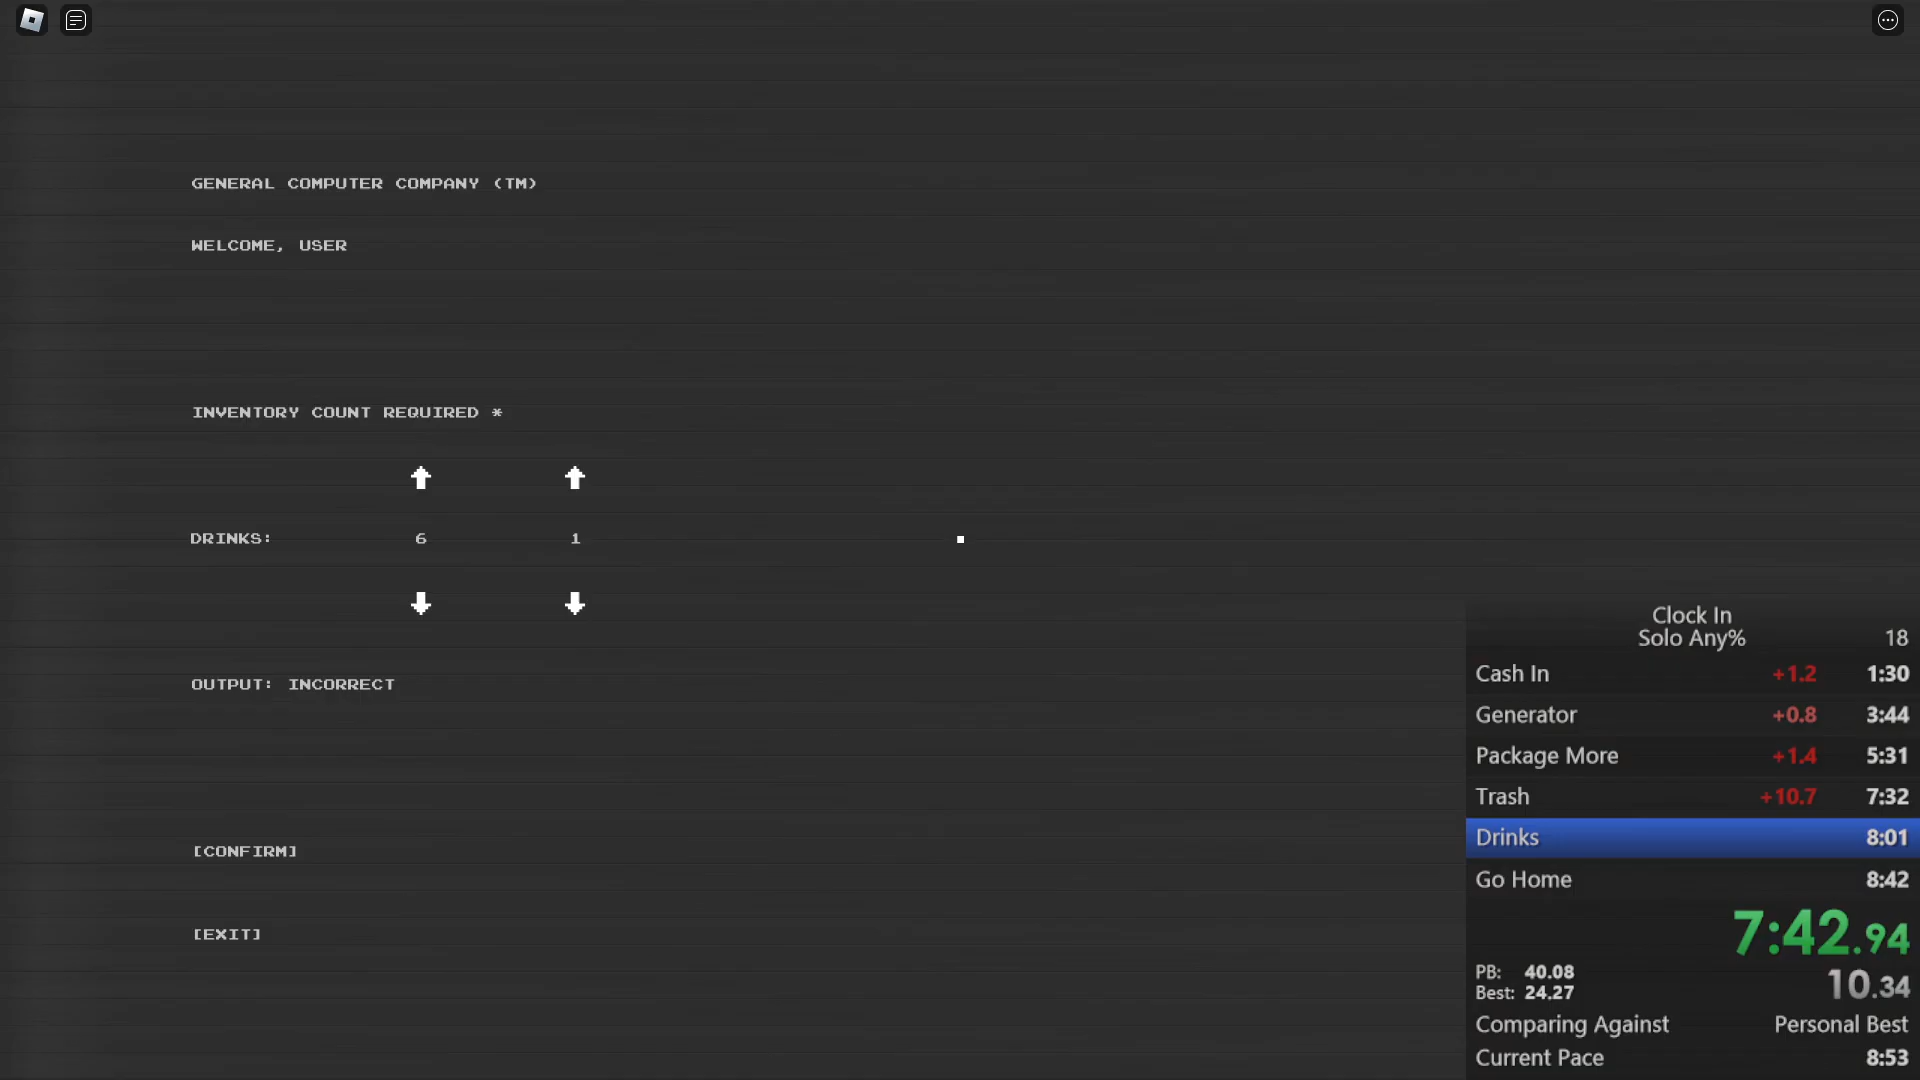 GENERAL COMPUTER COMPANY (TM)
WELCOME, USER
INVENTORY COUNT REQUIRED *
DRINKS: 6 1
OUTPUT: INCORRECT
[CONFIRM]
[EXIT]
Clock In
Solo Any% 18
Cash In +1.2 1:30
Generator +0.8 3:44
Package More +1.4 5:31
Trash +10.7 7:32
Drinks 8:01
Go Home 8:42
7:42.94
PB: 40.08
Best: 24.27
10.34
Comparing Against Personal Best
Current Pace 8:53